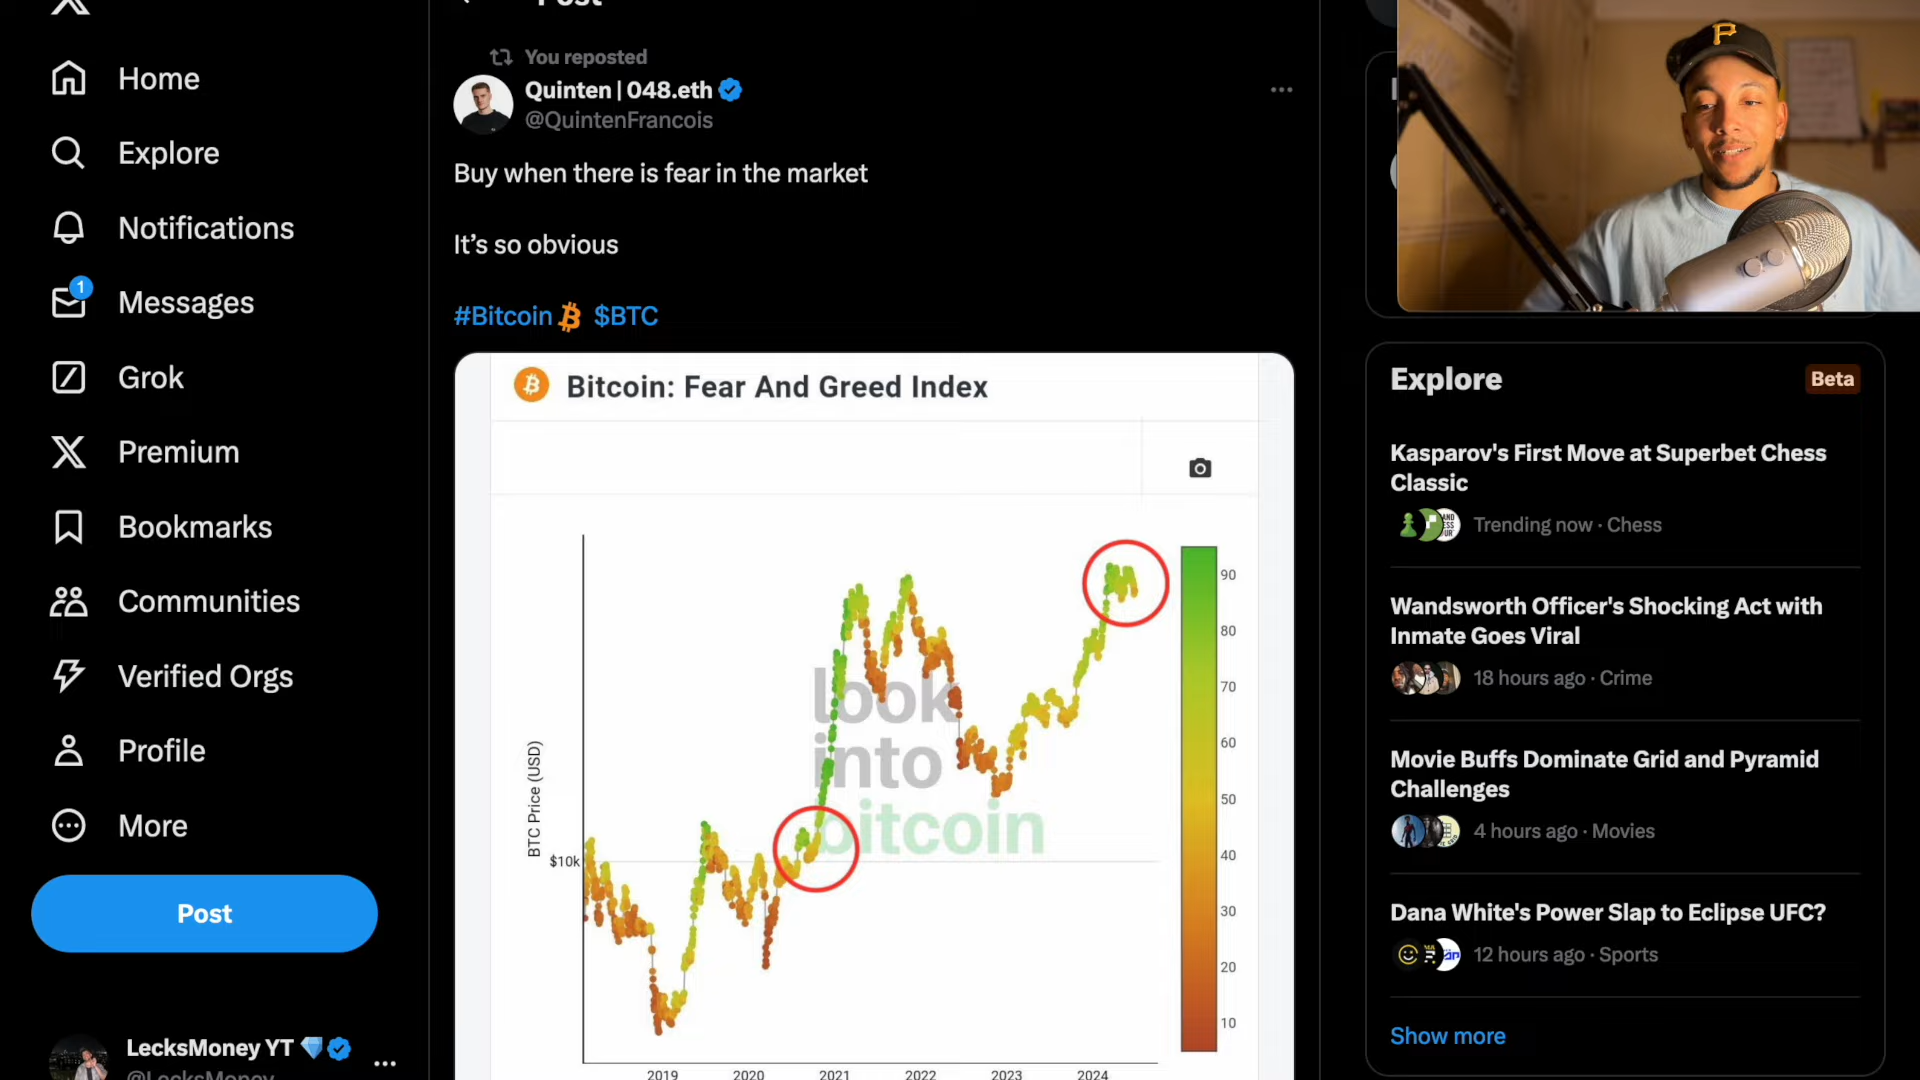 Home
Explore
Notifications
1
Messages
Grok
Premium
Bookmarks
Communities
Verified Orgs
Profile
More
Post
LecksMoney YT
@LecksMoney
Post
You reposted
Quinten | 048.eth
@QuintenFrancois
Buy when there is fear in the market
It's so obvious
#Bitcoin $BTC
Bitcoin: Fear And Greed Index
look
into
bitcoin
BTC Price (USD)
$10k
2019 2020 2021 2022 2023 2024
90
80
70
60
50
40
30
20
10
P
Explore
Beta
Kasparov's First Move at Superbet Chess
Classic
Trending now · Chess
Wandsworth Officer's Shocking Act with
Inmate Goes Viral
18 hours ago · Crime
Movie Buffs Dominate Grid and Pyramid
Challenges
4 hours ago · Movies
Dana White's Power Slap to Eclipse UFC?
12 hours ago · Sports
Show more